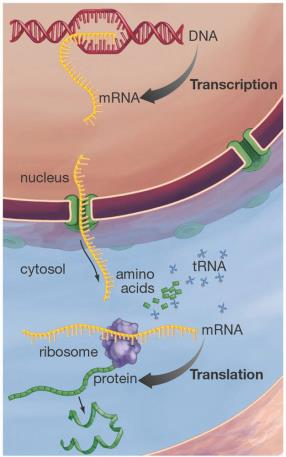 DNA
mRNA
Transcription
nucleus
cytosol
amino
acids
tRNA
mRNA
ribosome
protein
Translation